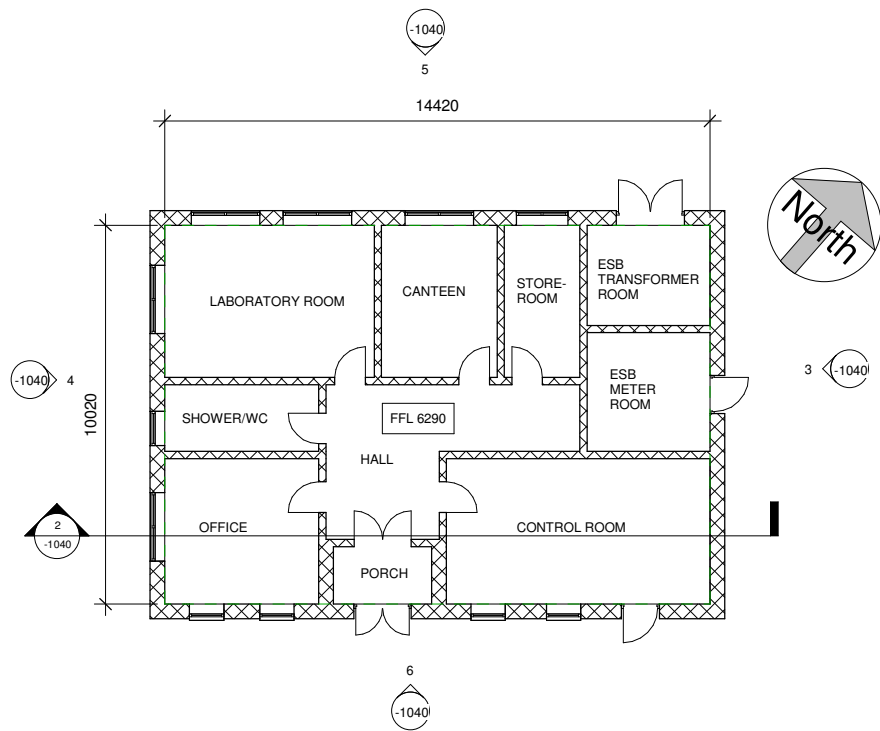 -1040
5
14420
North
LABORATORY ROOM
CANTEEN
STORE-
ROOM
ESB
TRANSFORMER
ROOM
ESB
METER
ROOM
3
-1040
-1040
4
10020
SHOWER/WC
FFL 6290
HALL
2
-1040
OFFICE
CONTROL ROOM
PORCH
6
-1040